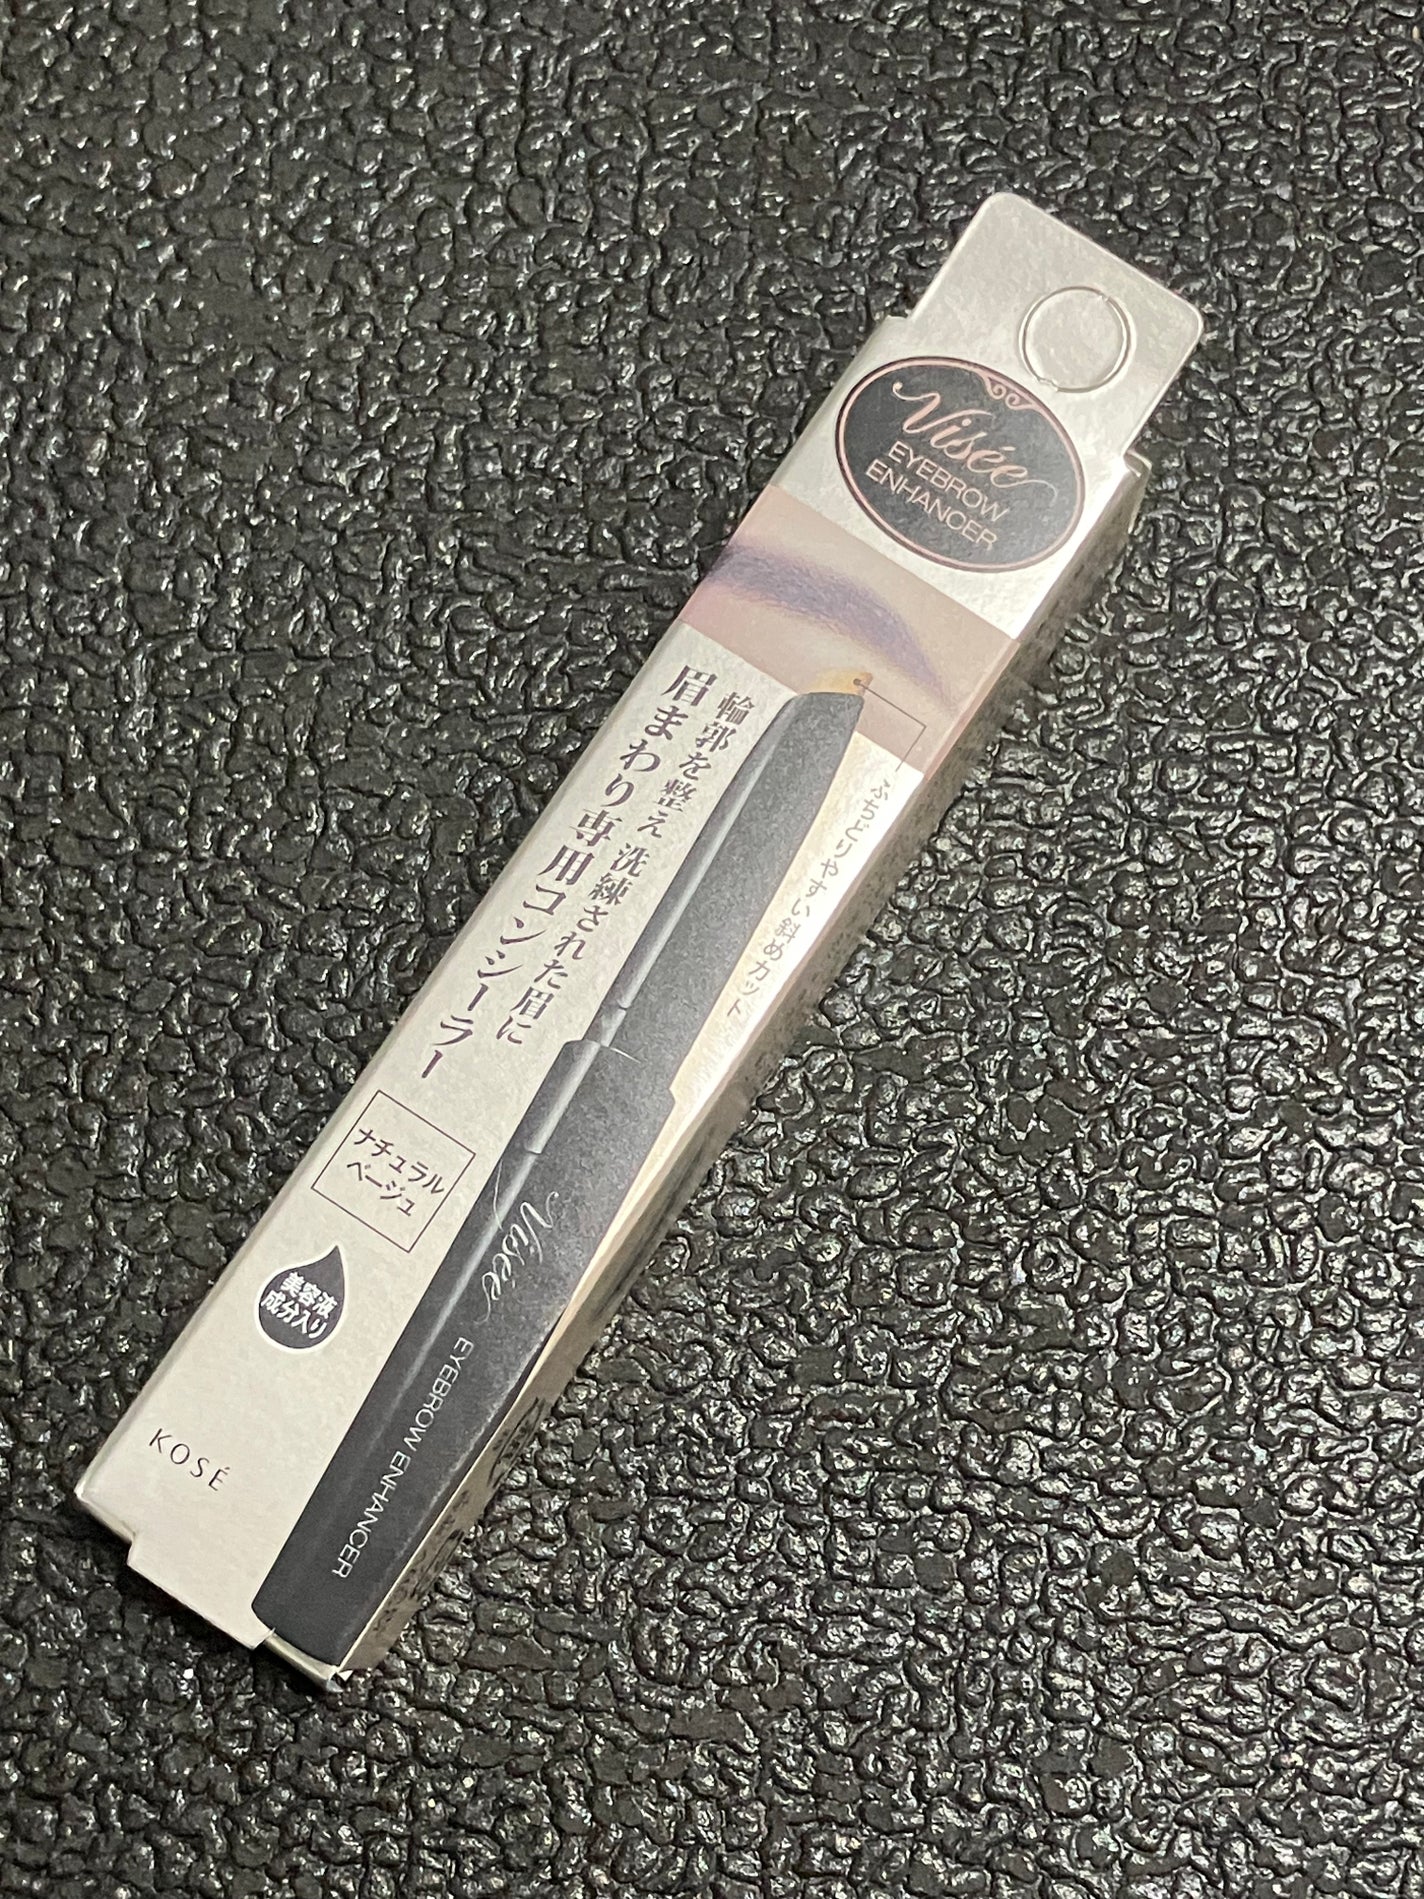 Visée
EYEBROW
ENHANCER
輪郭を整え 洗練された眉に
眉まわり専用コンシーラー
ふちどりやすい斜めカット
ナチュラル
ベージュ
美容液
成分入り
Visée
EYEBROW ENHANCER
KOSÉ